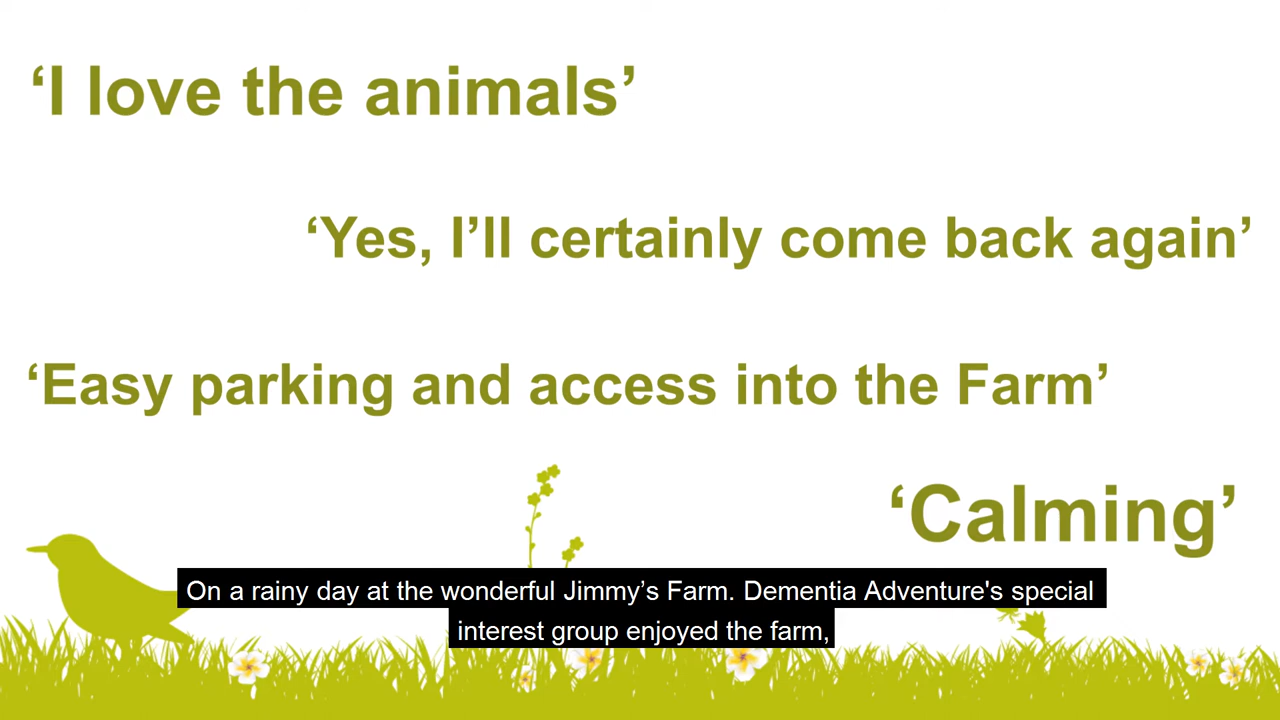 ‘I love the animals’
‘Yes, I’ll certainly come back again’
‘Easy parking and access into the Farm’
‘Calming’
On a rainy day at the wonderful Jimmy’s Farm. Dementia Adventure's special
interest group enjoyed the farm,